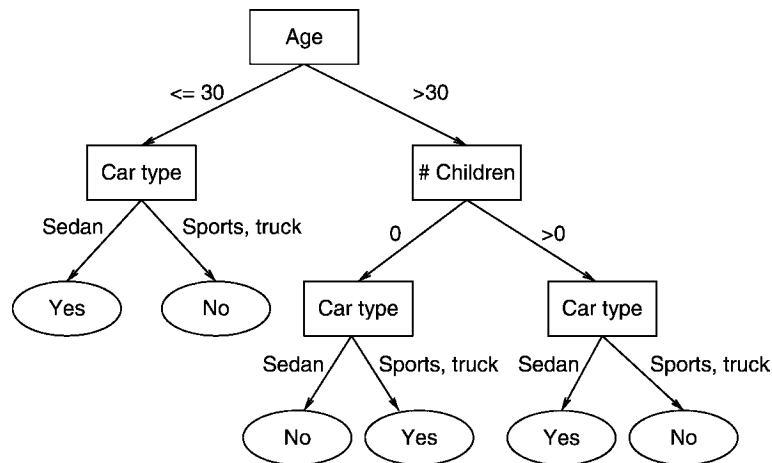 Age
<= 30
>30
Car type
# Children
Sedan
Sports, truck
0
>0
Yes
No
Car type
Car type
Sedan
Sports, truck
Sedan
Sports, truck
No
Yes
Yes
No